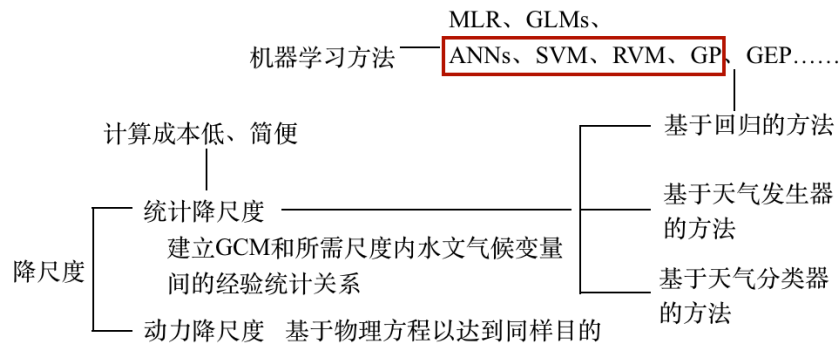 MLR、GLMs、
机器学习方法
ANNs、SVM、RVM、GP、GEP……
计算成本低、简便
基于回归的方法
统计降尺度
基于天气发生器
的方法
建立GCM和所需尺度内水文气候变量
间的经验统计关系
降尺度
基于天气分类器
的方法
动力降尺度 基于物理方程以达到同样目的